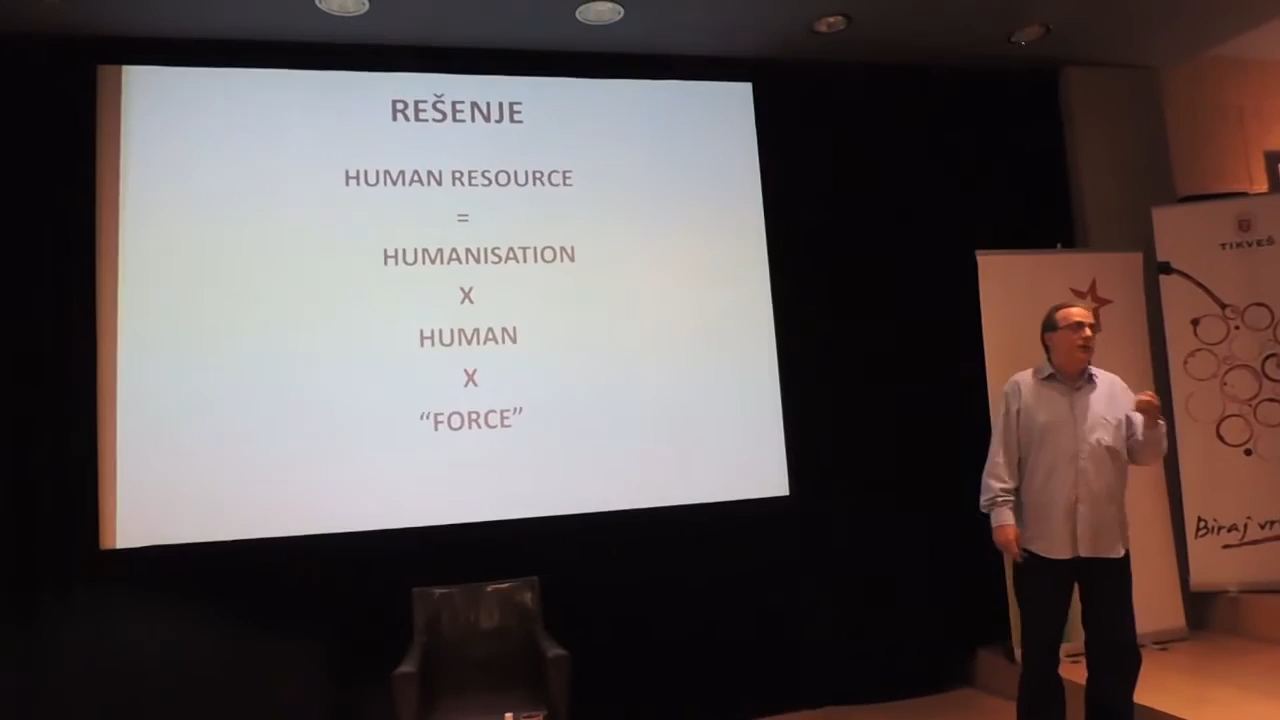 REŠENJE
HUMAN RESOURCE
=
HUMANISATION
X
HUMAN
X
“FORCE”
TIKVEŠ
Biraj